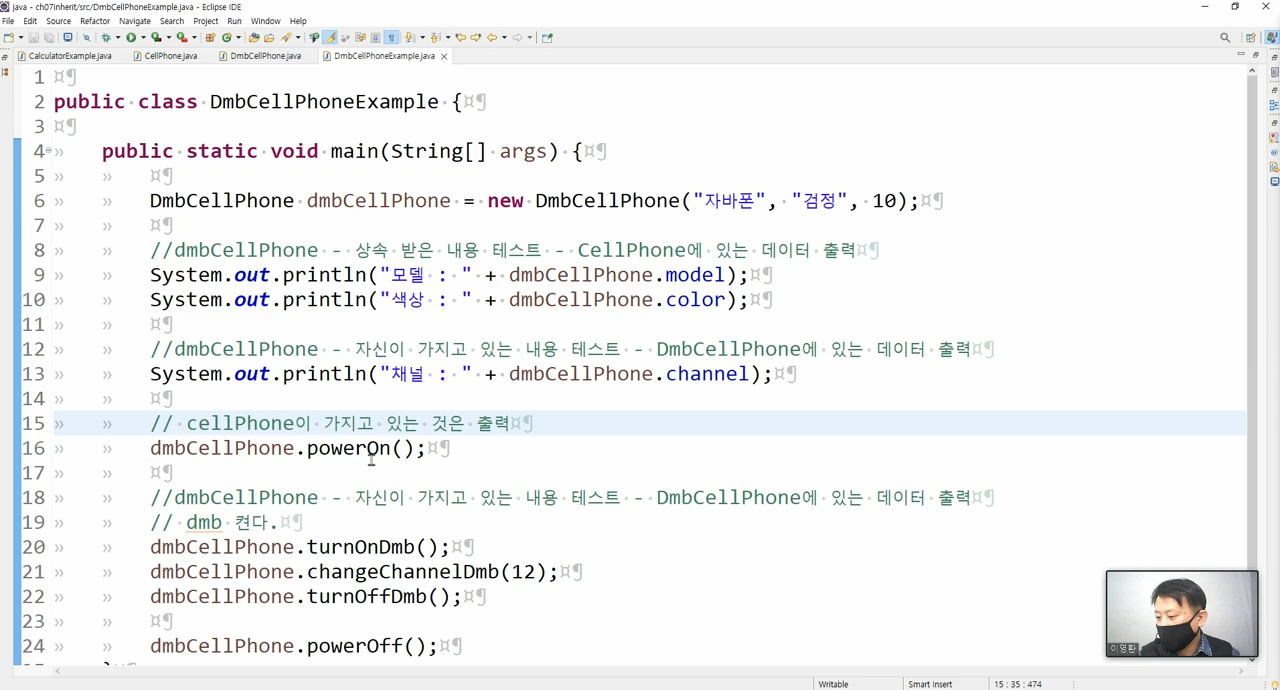 java - ch07inherit/src/DmbCellPhoneExample.java - Eclipse IDE
File Edit Source Refactor Navigate Search Project Run Window Help
CalculatorExample.java CellPhone.java DmbCellPhone.java DmbCellPhoneExample.java
1
2 public class DmbCellPhoneExample {
3
4 public static void main(String[] args) {
5
6 DmbCellPhone dmbCellPhone = new DmbCellPhone("자바폰", "검정", 10);
7
8 //dmbCellPhone - 상속 받은 내용 테스트 - CellPhone에 있는 데이터 출력
9 System.out.println("모델 : " + dmbCellPhone.model);
10 System.out.println("색상 : " + dmbCellPhone.color);
11
12 //dmbCellPhone - 자신이 가지고 있는 내용 테스트 - DmbCellPhone에 있는 데이터 출력
13 System.out.println("채널 : " + dmbCellPhone.channel);
14
15 // cellPhone이 가지고 있는 것은 출력
16 dmbCellPhone.powerOn();
17
18 //dmbCellPhone - 자신이 가지고 있는 내용 테스트 - DmbCellPhone에 있는 데이터 출력
19 // dmb 켠다.
20 dmbCellPhone.turnOnDmb();
21 dmbCellPhone.changeChannelDmb(12);
22 dmbCellPhone.turnOffDmb();
23
24 dmbCellPhone.powerOff();
이영환
Writable Smart Insert 15 : 35 : 474